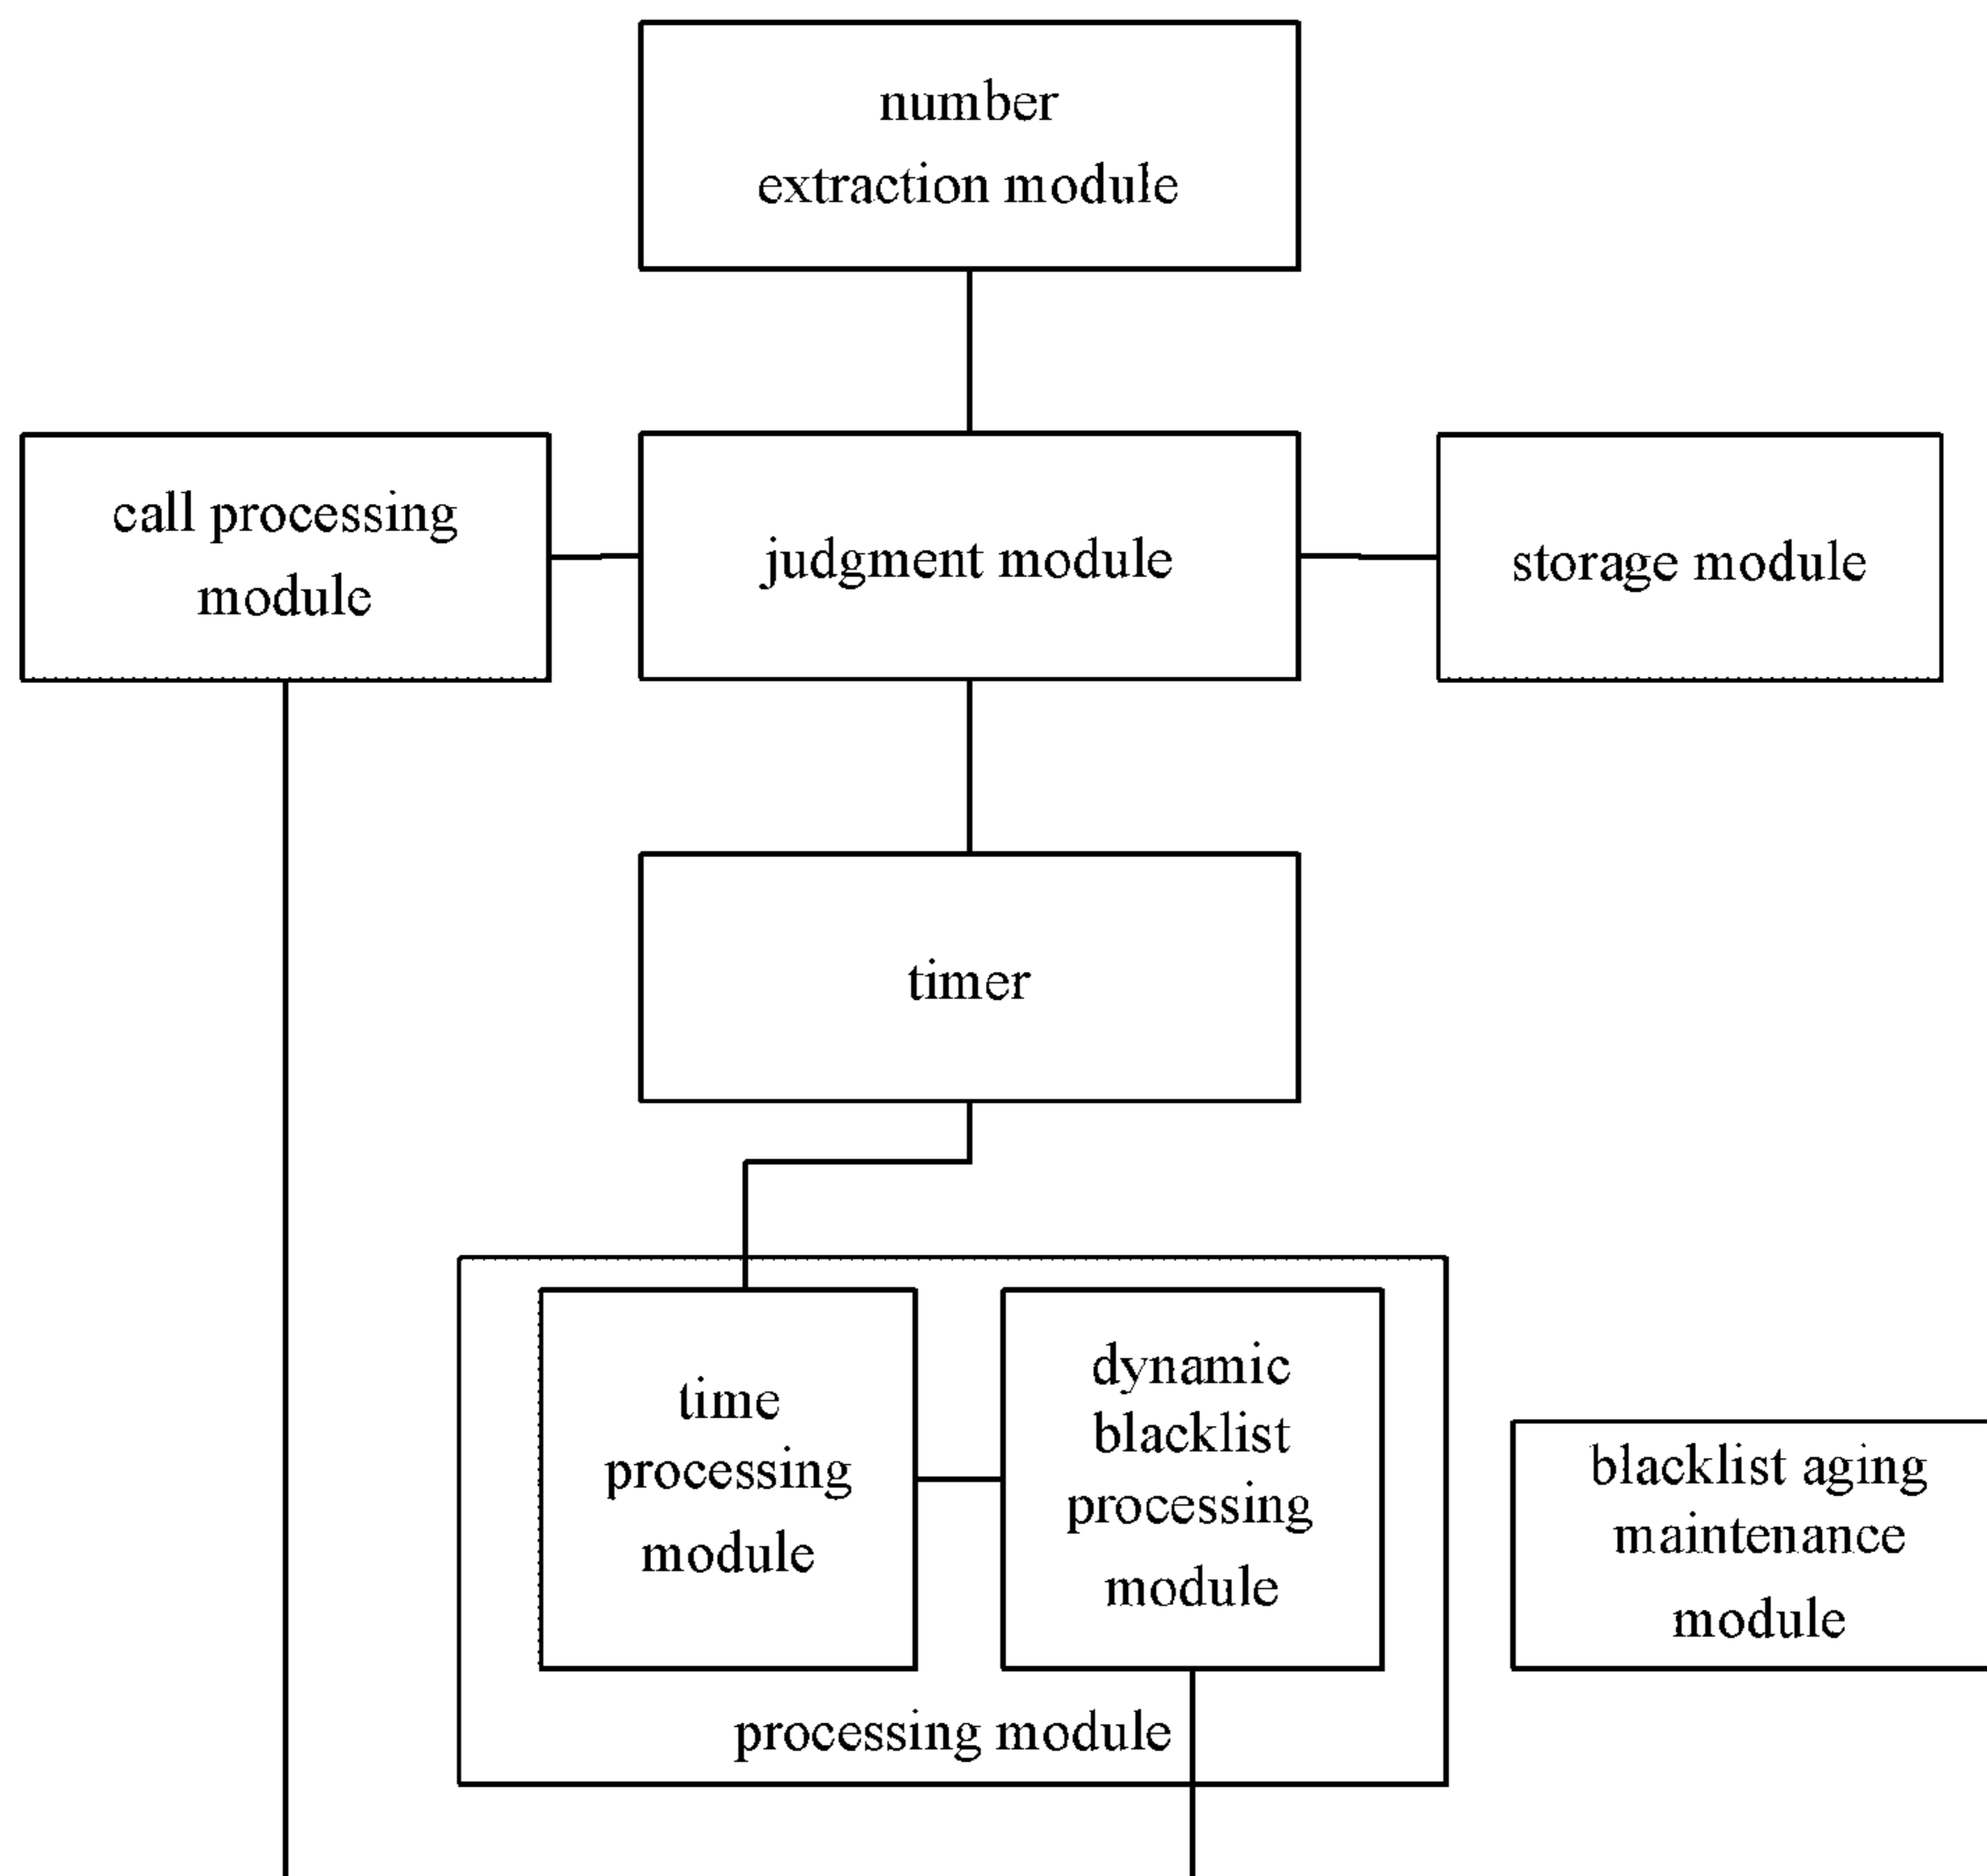 number
extraction module
call processing
module
judgment module
storage module
timer
time
processing
module
dynamic
blacklist
processing
module
processing module
blacklist aging
maintenance
module